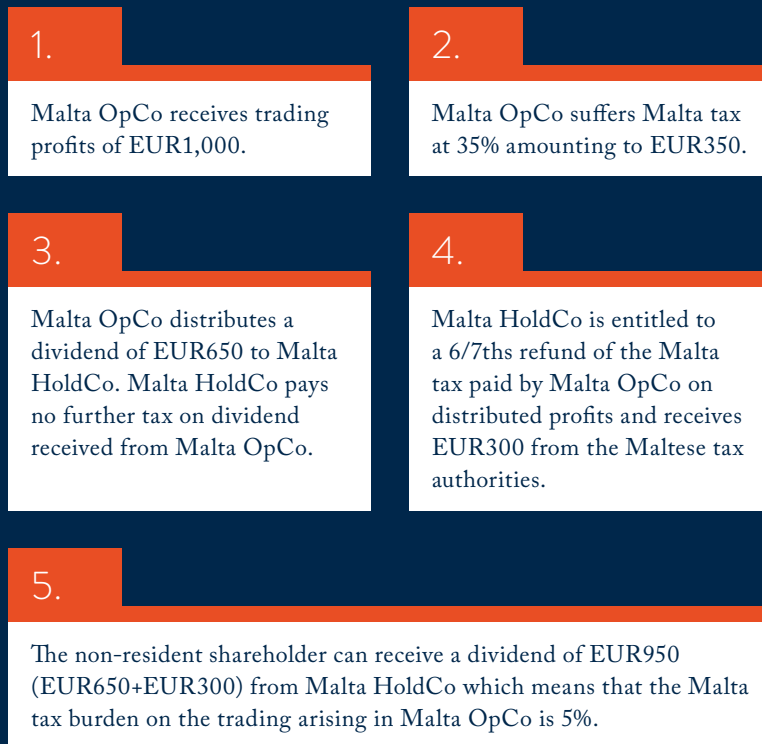 1.
Malta OpCo receives trading
profits of EUR1,000.
2.
Malta OpCo suffers Malta tax
at 35% amounting to EUR350.
3.
Malta OpCo distributes a
dividend of EUR650 to Malta
HoldCo. Malta HoldCo pays
no further tax on dividend
received from Malta OpCo.
4.
Malta HoldCo is entitled to
a 6/7ths refund of the Malta
tax paid by Malta OpCo on
distributed profits and receives
EUR300 from the Maltese tax
authorities.
5.
The non-resident shareholder can receive a dividend of EUR950
(EUR650+EUR300) from Malta HoldCo which means that the Malta
tax burden on the trading arising in Malta OpCo is 5%.